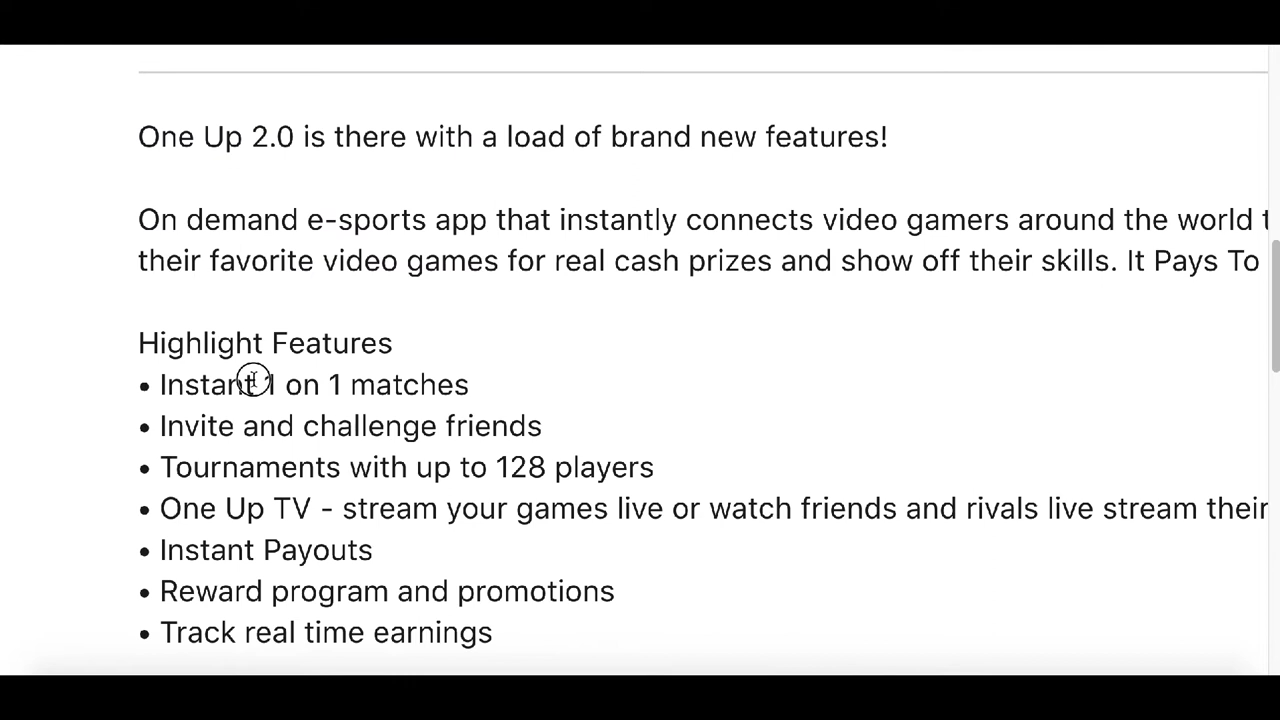 One Up 2.0 is there with a load of brand new features!
On demand e-sports app that instantly connects video gamers around the world
their favorite video games for real cash prizes and show off their skills. It Pays To
Highlight Features
• Instant 1 on 1 matches
• Invite and challenge friends
• Tournaments with up to 128 players
• One Up TV - stream your games live or watch friends and rivals live stream their
• Instant Payouts
• Reward program and promotions
• Track real time earnings